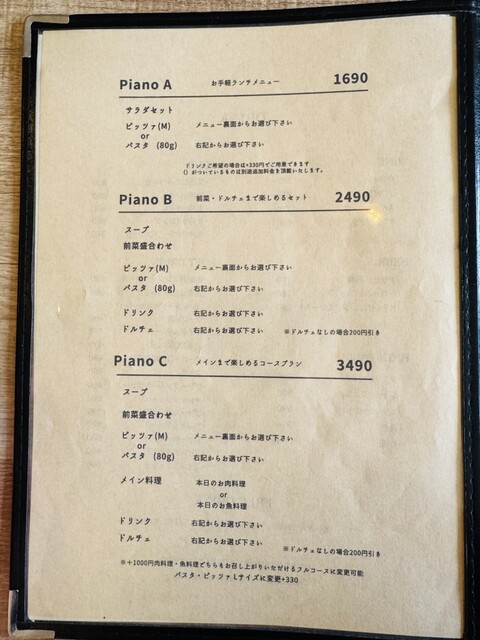 Piano A お手軽ランチメニュー 1690
サラダセット
ピッツァ(M) メニュー裏面からお選び下さい
or
パスタ (80g) 右記からお選び下さい
ドリンクご希望の場合は+330円でご用意できます
() がついているものは別途追加料金を頂戴いたします。
Piano B 前菜・ドルチェまで楽しめるセット 2490
スープ
前菜盛合わせ
ピッツァ(M) メニュー裏面からお選び下さい
or
パスタ (80g) 右記からお選び下さい
ドリンク 右記からお選び下さい
ドルチェ 右記からお選び下さい ※ドルチェなしの場合200円引き
Piano C メインまで楽しめるコースプラン 3490
スープ
前菜盛合わせ
ピッツァ(M) メニュー裏面からお選び下さい
or
パスタ (80g) 右記からお選び下さい
メイン料理 本日のお肉料理
or
本日のお魚料理
ドリンク 右記からお選び下さい
ドルチェ 右記からお選び下さい ※ドルチェなしの場合200円引き
※+1000円肉料理・魚料理どちらもお召し上がりいただけるフルコースに変更可能
パスタ・ピッツァLサイズに変更+330